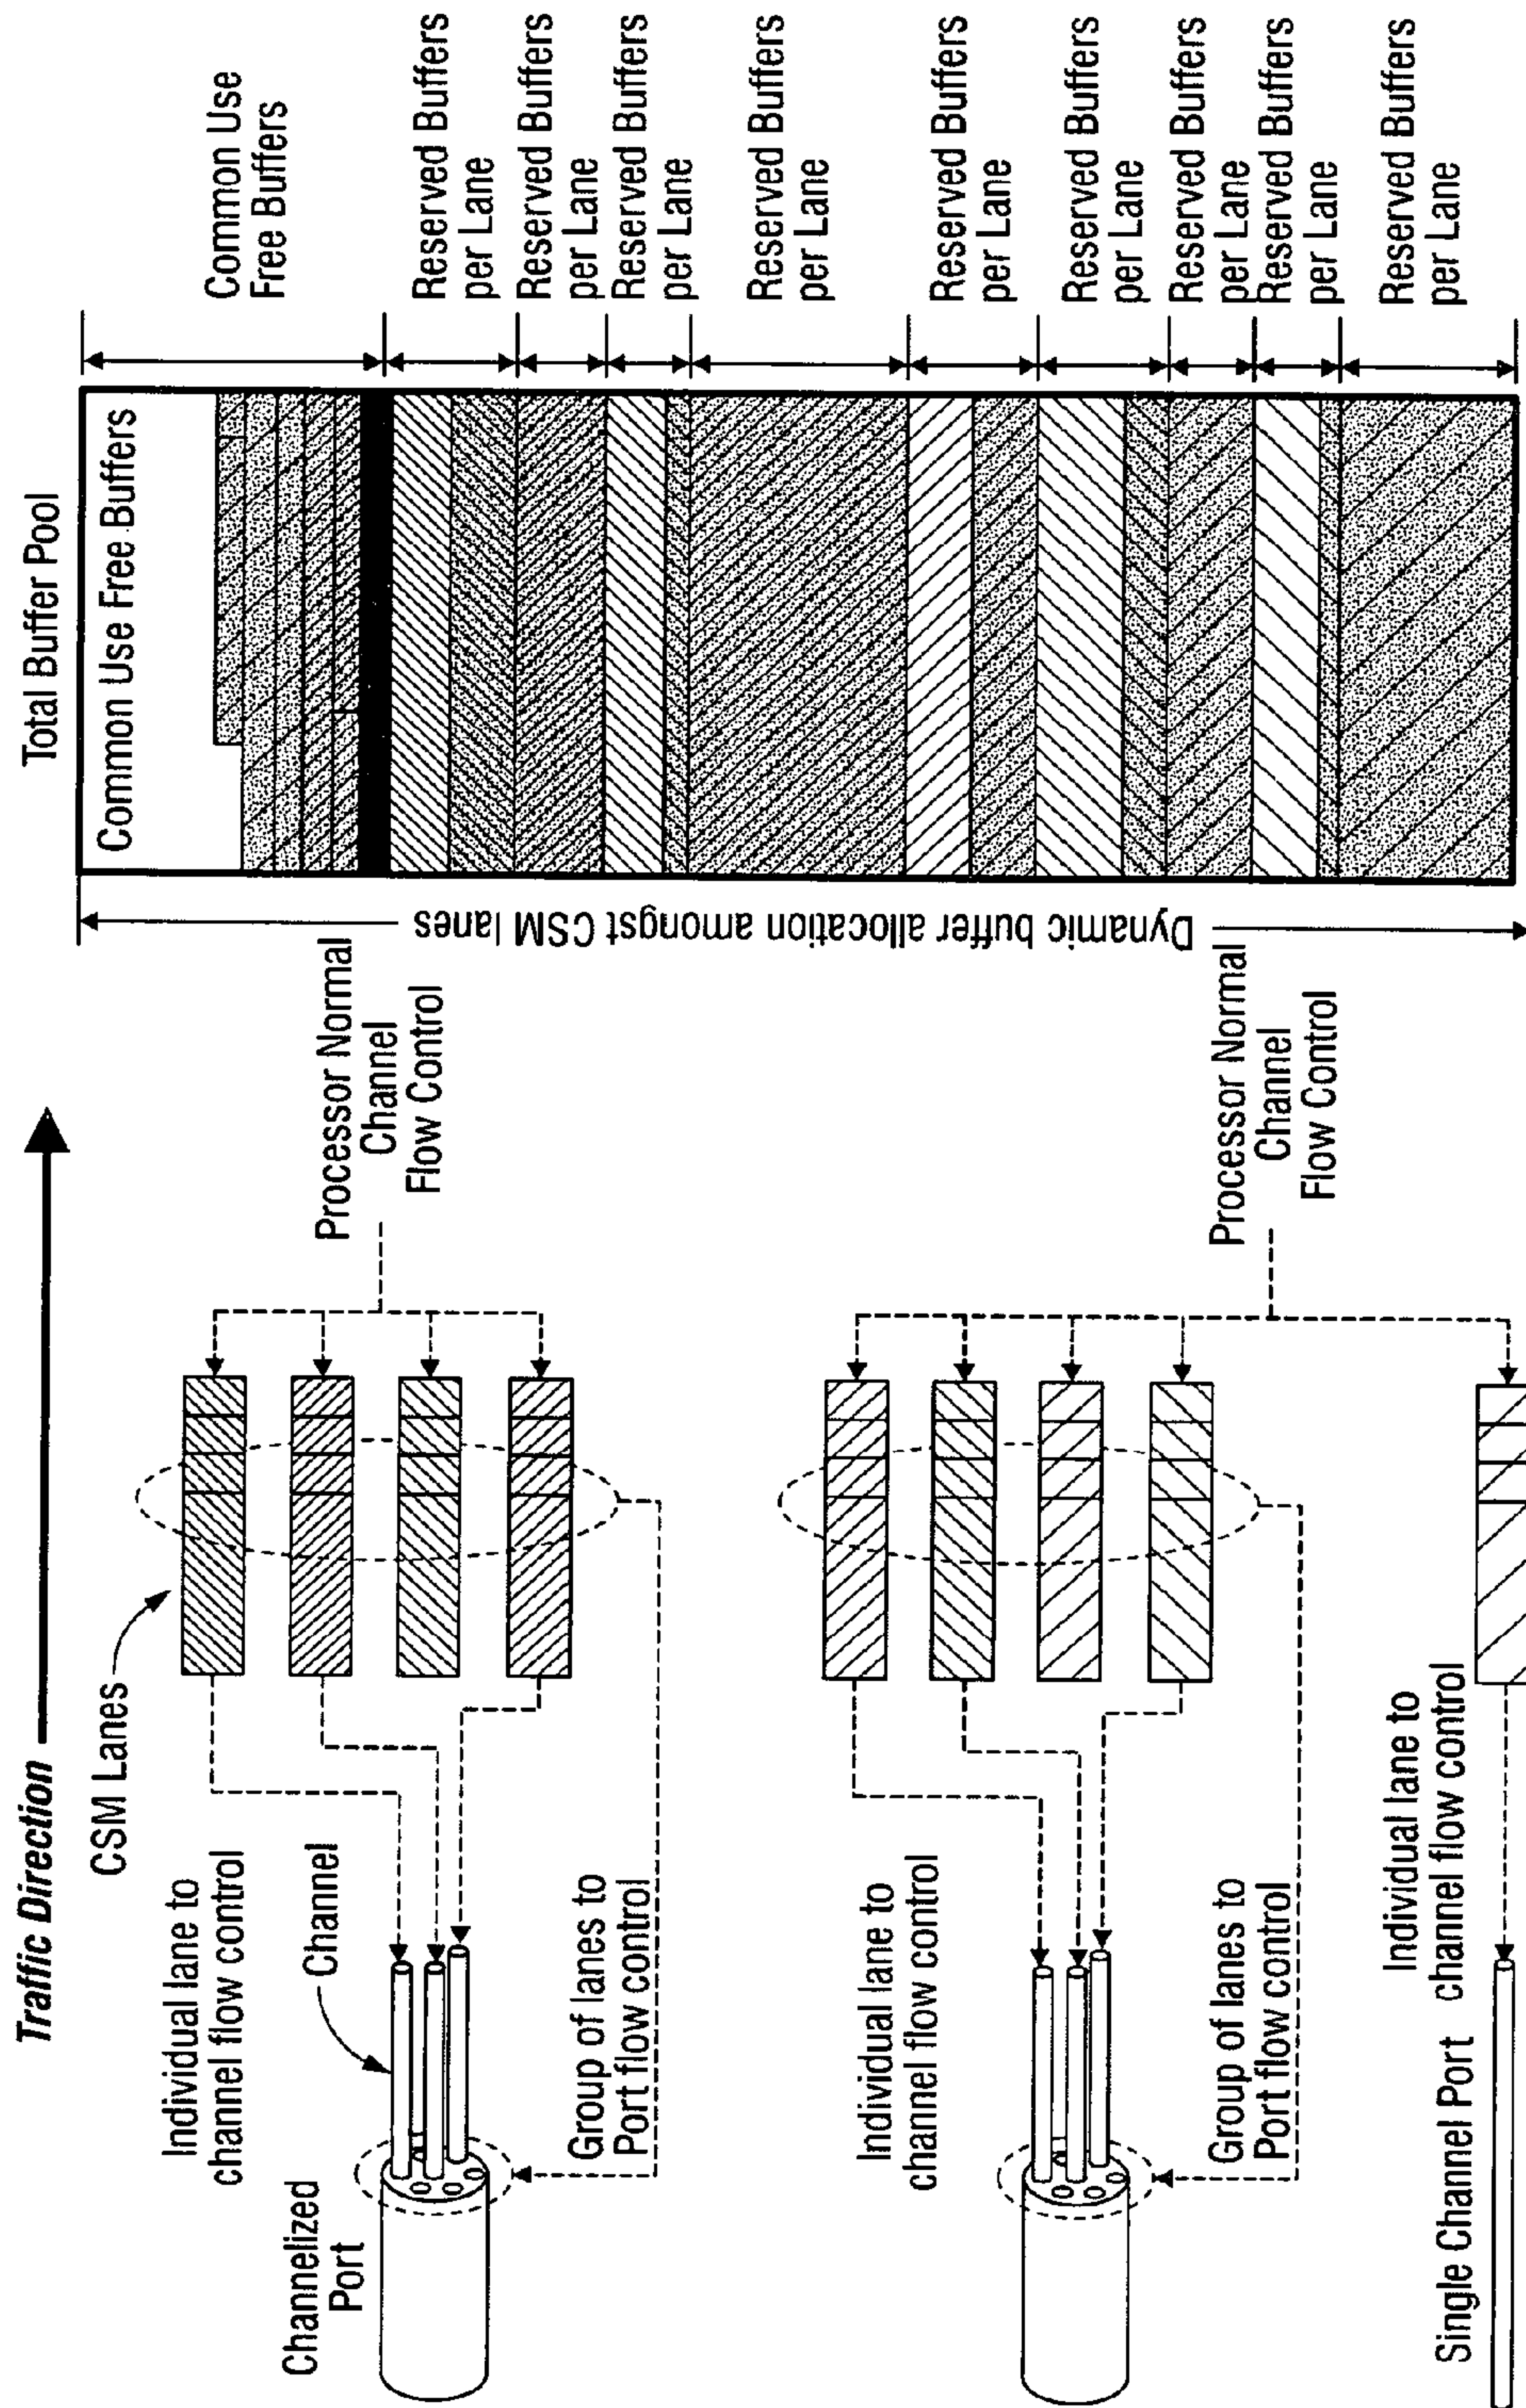 Traffic Direction
Total Buffer Pool
CSM Lanes
Individual lane to
channel flow control
Channel
Channelized
Port
Group of lanes to
Port flow control
Processor Normal
Channel
Flow Control
Individual lane to
channel flow control
Group of lanes to
Port flow control
Processor Normal
Channel
Flow Control
Single Channel Port
Individual lane to
channel flow control
Dynamic buffer allocation amongst CSM lanes
Common Use Free Buffers
Common Use
Free Buffers
Reserved Buffers
per Lane
Reserved Buffers
per Lane
Reserved Buffers
per Lane
Reserved Buffers
per Lane
Reserved Buffers
per Lane
Reserved Buffers
per Lane
Reserved Buffers
per Lane
Reserved Buffers
per Lane
Reserved Buffers
per Lane